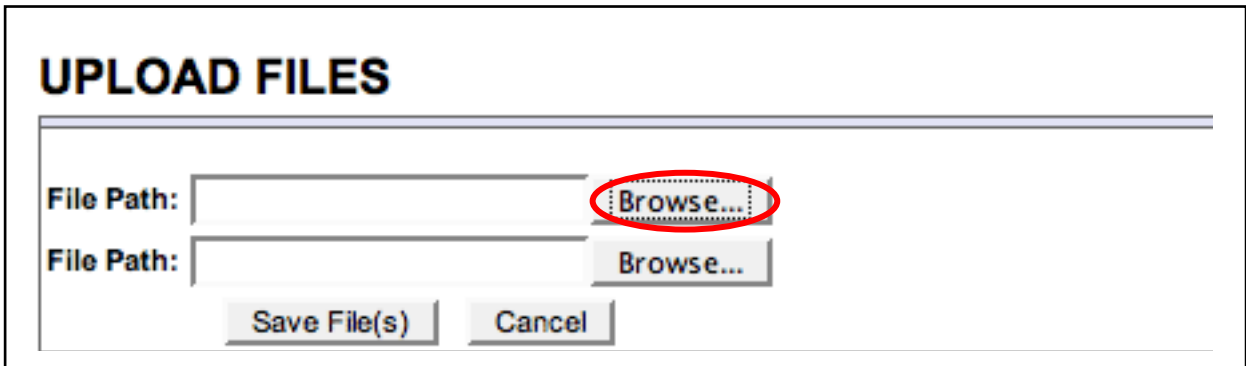 UPLOAD FILES
File Path: Browse...
File Path: Browse...
Save File(s) Cancel